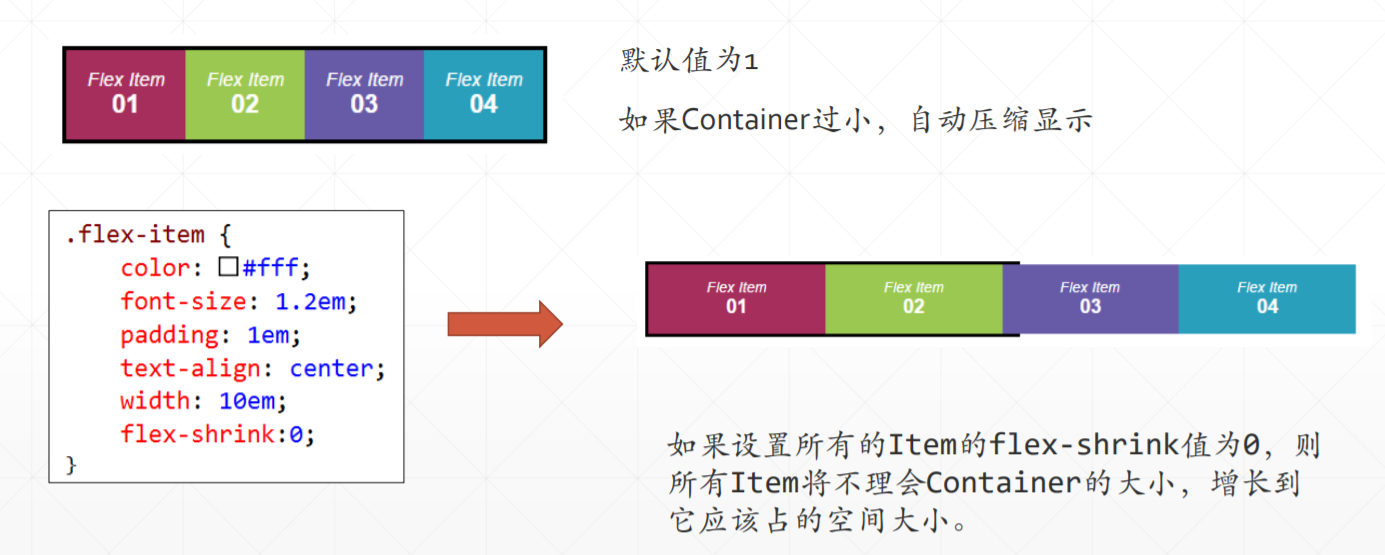 Flex Item
01
Flex Item
02
Flex Item
03
Flex Item
04
默认值为1
如果Container过小，自动压缩显示
.flex-item {
color: #fff;
font-size: 1.2em;
padding: 1em;
text-align: center;
width: 10em;
flex-shrink:0;
}
Flex Item
01
Flex Item
02
Flex Item
03
Flex Item
04
如果设置所有的Item的flex-shrink值为0，则
所有Item将不理会Container的大小，增长到
它应该占的空间大小。